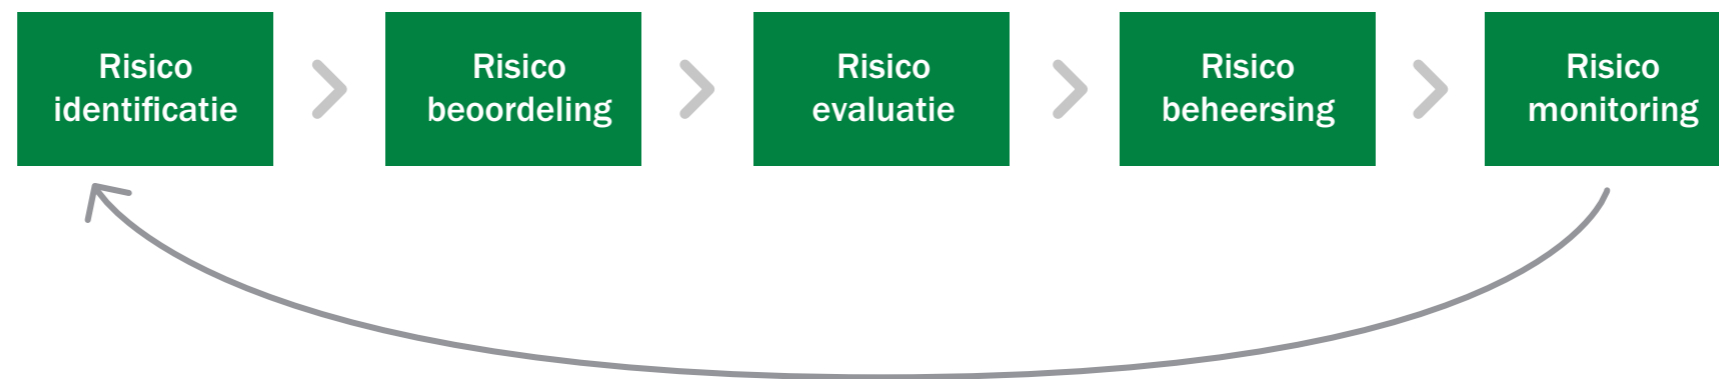 Risico
identificatie
Risico
beoordeling
Risico
evaluatie
Risico
beheersing
Risico
monitoring